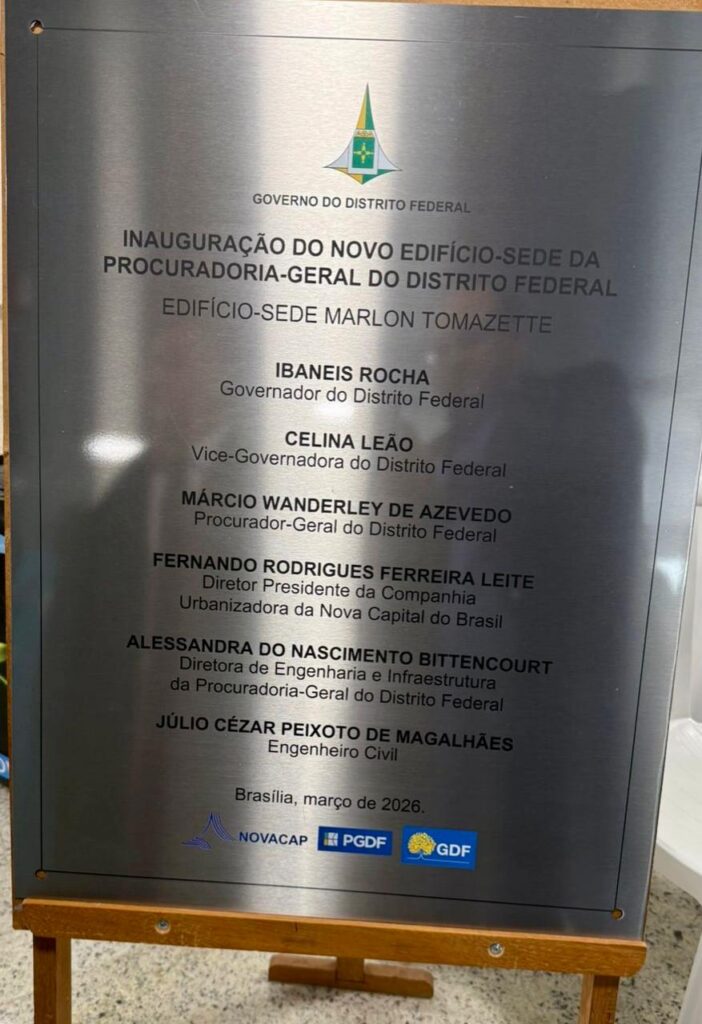 GOVERNO DO DISTRITO FEDERAL
INAUGURAÇÃO DO NOVO EDIFÍCIO-SEDE DA
PROCURADORIA-GERAL DO DISTRITO FEDERAL
EDIFÍCIO-SEDE MARLON TOMAZETTE
IBANEIS ROCHA
Governador do Distrito Federal
CELINA LEÃO
Vice-Governadora do Distrito Federal
MÁRCIO WANDERLEY DE AZEVEDO
Procurador-Geral do Distrito Federal
FERNANDO RODRIGUES FERREIRA LEITE
Diretor Presidente da Companhia
Urbanizadora da Nova Capital do Brasil
ALESSANDRA DO NASCIMENTO BITTENCOURT
Diretora de Engenharia e Infraestrutura
da Procuradoria-Geral do Distrito Federal
JÚLIO CÉZAR PEIXOTO DE MAGALHÃES
Engenheiro Civil
Brasília, março de 2026.
NOVACAP PGDF GDF